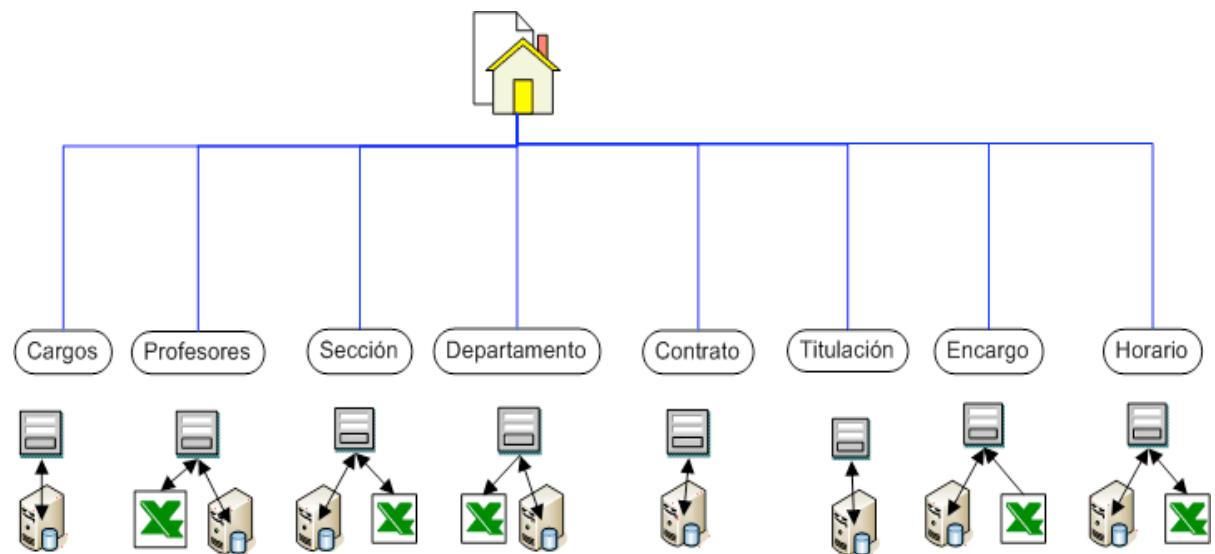 Cargos
Profesores
Sección
Departamento
Contrato
Titulación
Encargo
Horario